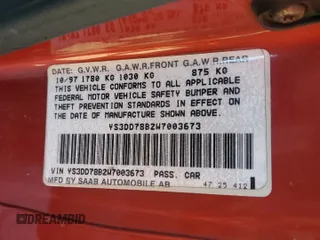 DATE: G.V.W.R. G.A.W.R.FRONT G.A.W.R.REAR
10/97 1780 KG 1030 KG 875 KG
THIS VEHICLE CONFORMS TO ALL APPLICABLE
FEDERAL MOTOR VEHICLE SAFETY BUMPER AND
THEFT PREVENTION STANDARDS IN EFFECT ON
THE DATE OF MANUFACTURE SHOWN ABOVE
YS3DD78B2W7003673
VIN YS3DD78B2W7003673 PASS. CAR
MFD BY SAAB AUTOMOBILE AB 47 25 412
DREAMBID